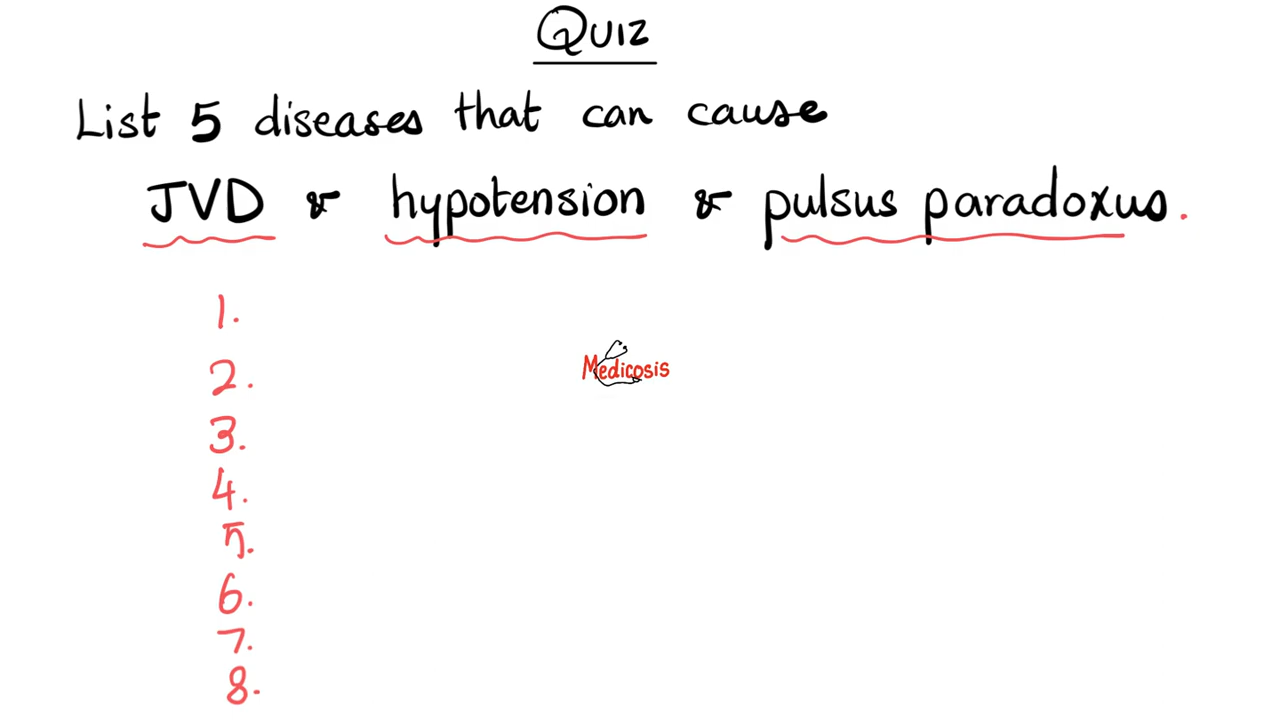 QUIZ
List 5 diseases that can cause
JVD & hypotension & pulsus paradoxus.
1.
2.
Medicosis
3.
4.
5.
6.
7.
8.